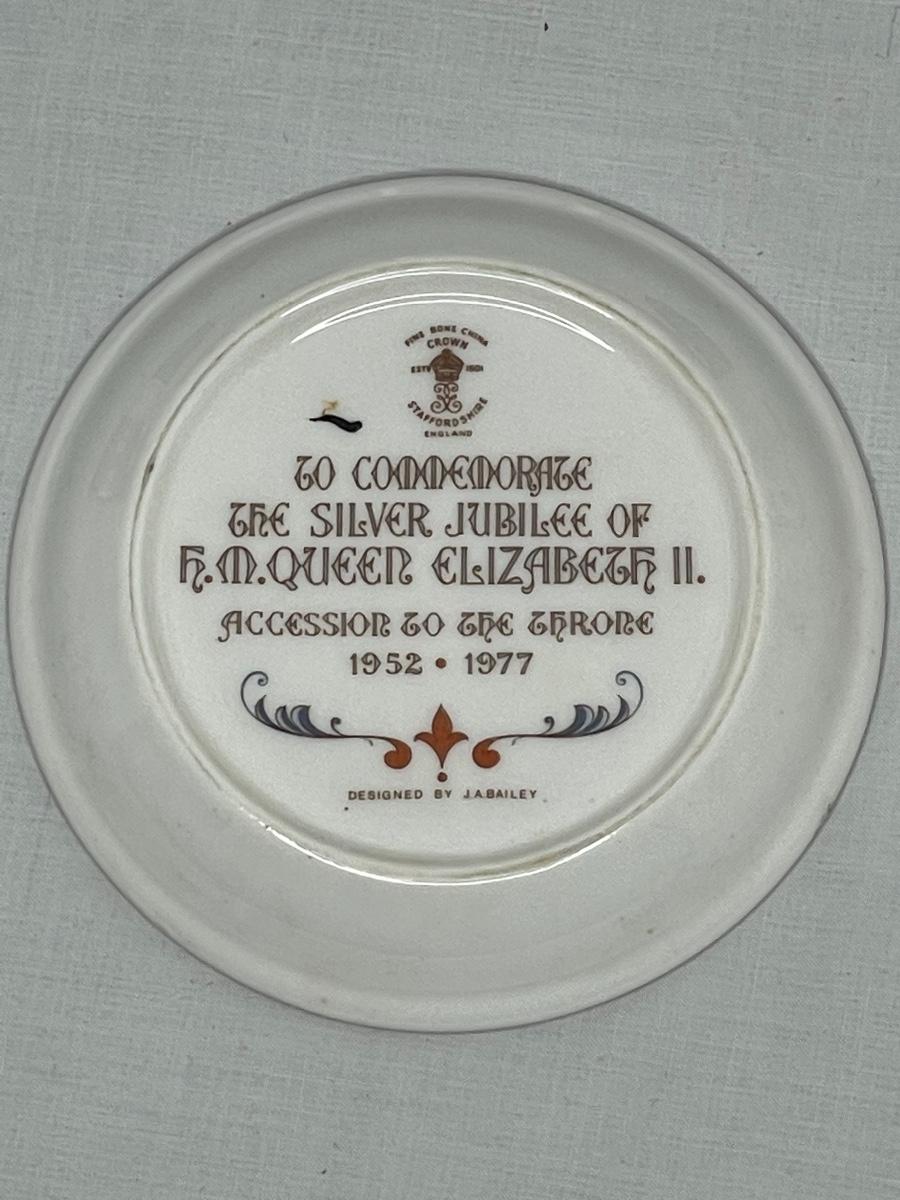 FINE BONE CHINA
CROWN
ESTD 1801
STAFFORDSHIRE
ENGLAND
TO COMMEMORATE
THE SILVER JUBILEE OF
H.M.QUEEN ELIZABETH II.
ACCESSION TO THE THRONE
1952 • 1977
DESIGNED BY J.A.BAILEY